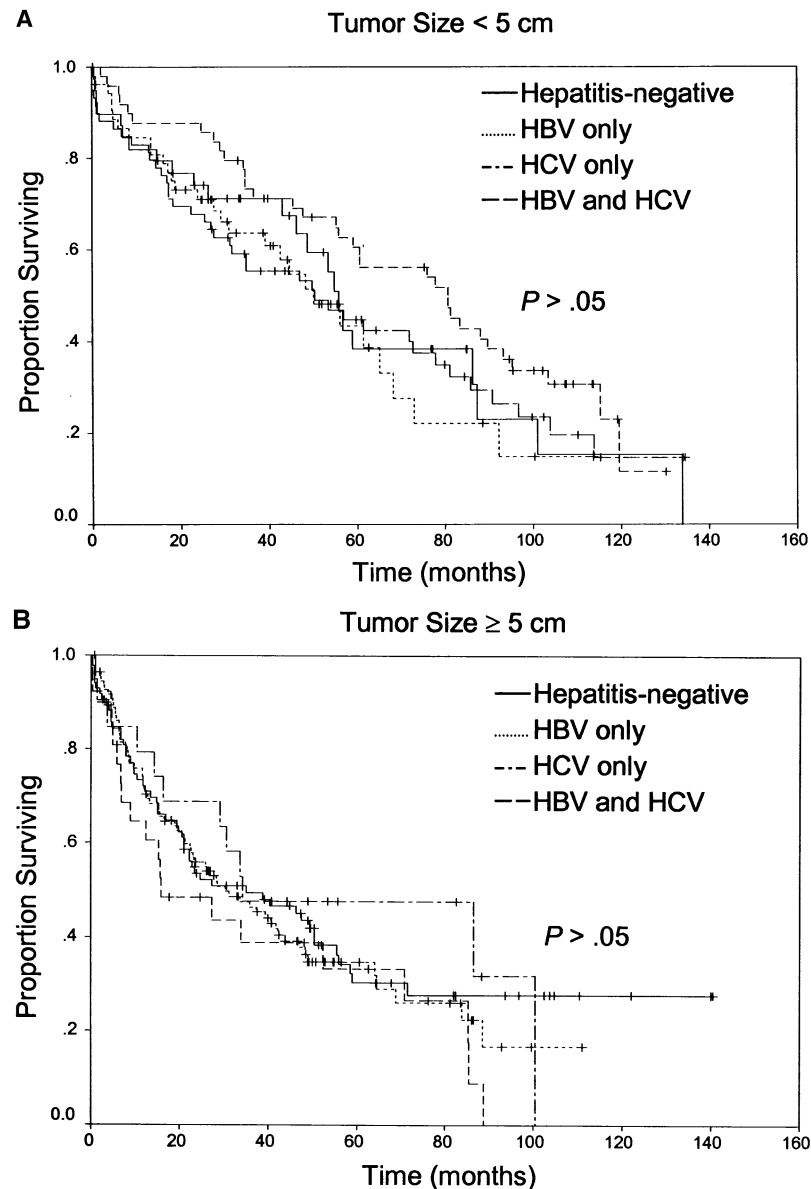 A
Tumor Size < 5 cm
Proportion Surviving
1.0
.8
.6
.4
.2
0.0
Hepatitis-negative
HBV only
HCV only
HBV and HCV
P > .05
0 20 40 60 80 100 120 140 160
Time (months)
B
Tumor Size ≥ 5 cm
Proportion Surviving
1.0
.8
.6
.4
.2
0.0
Hepatitis-negative
HBV only
HCV only
HBV and HCV
P > .05
0 20 40 60 80 100 120 140 160
Time (months)